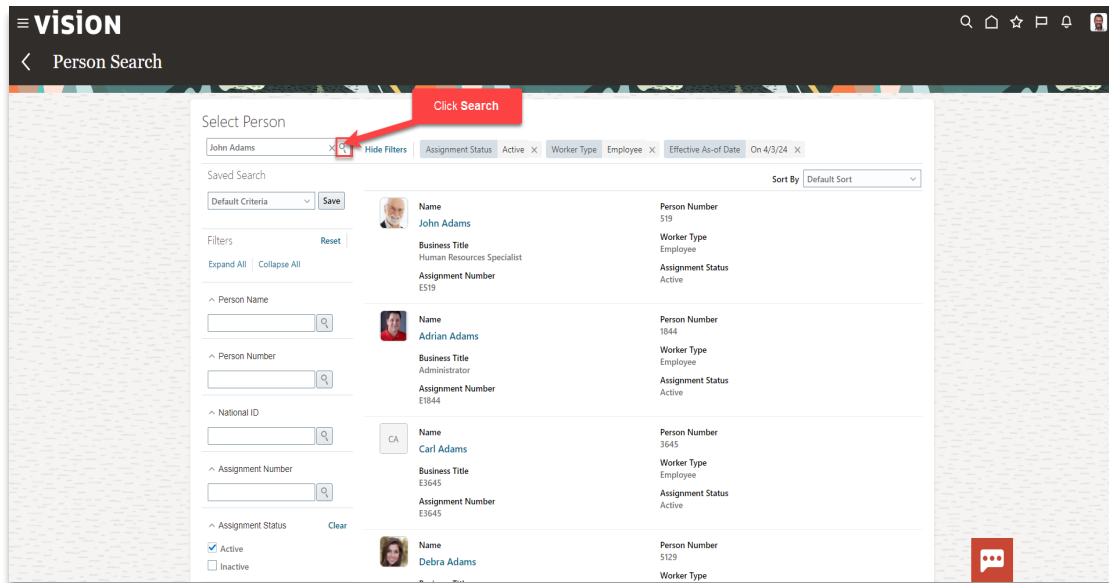 vision
Person Search
Click Search
Select Person
John Adams
Hide Filters
Assignment Status Active X
Worker Type Employee X
Effective As-of Date On 4/3/24 X
Saved Search
Default Criteria
Save
Sort By Default Sort
Filters
Reset
Expand All
Collapse All
Person Name
Person Number
National ID
Assignment Number
Assignment Status
Clear
Active
Inactive
Name
John Adams
Business Title
Human Resources Specialist
Assignment Number
E519
Person Number
519
Worker Type
Employee
Assignment Status
Active
Name
Adrian Adams
Business Title
Administrator
Assignment Number
E1844
Person Number
1844
Worker Type
Employee
Assignment Status
Active
CA
Name
Carl Adams
Business Title
E3645
Assignment Number
E3645
Person Number
3645
Worker Type
Employee
Assignment Status
Active
Name
Debra Adams
Person Number
5129
Worker Type